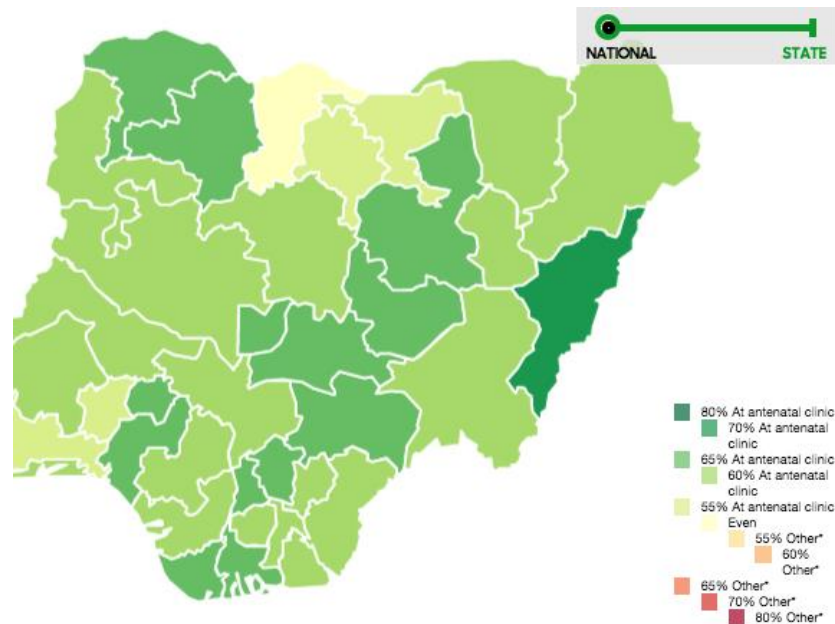 NATIONAL STATE
80% At antenatal clinic
70% At antenatal
clinic
65% At antenatal clinic
60% At antenatal
clinic
55% At antenatal clinic
Even
55% Other*
60%
Other*
65% Other*
70% Other*
80% Other*